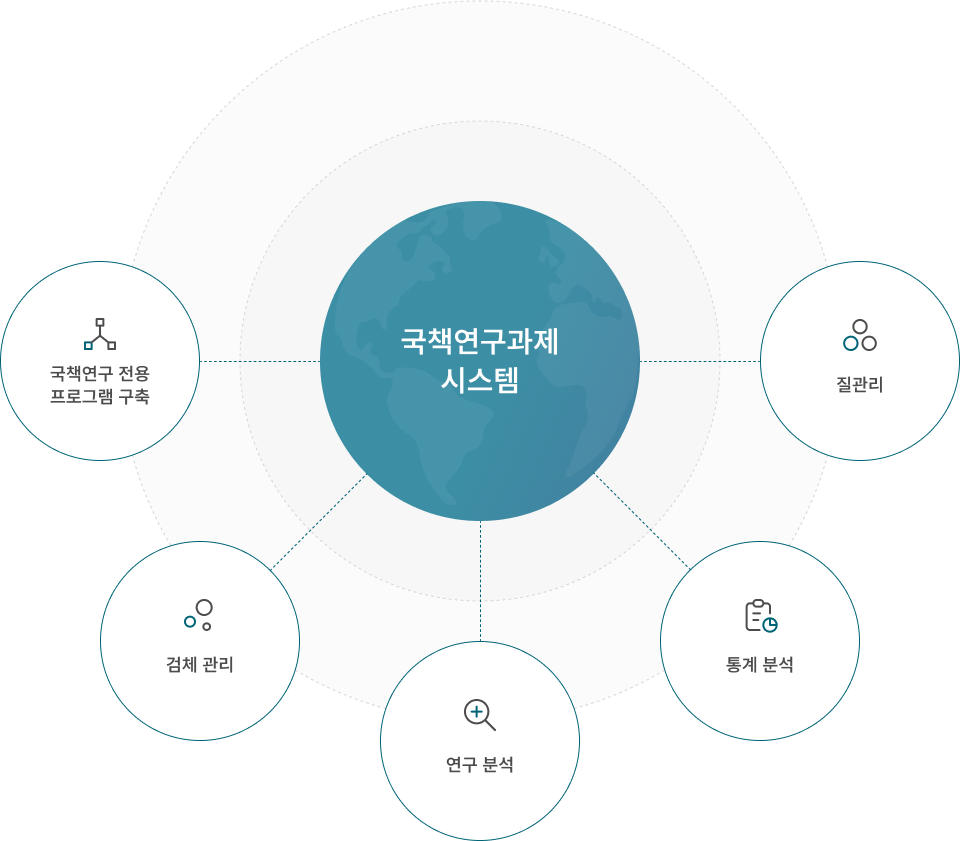 국책연구과제
시스템
국책연구 전용
프로그램 구축
질관리
검체 관리
통계 분석
연구 분석